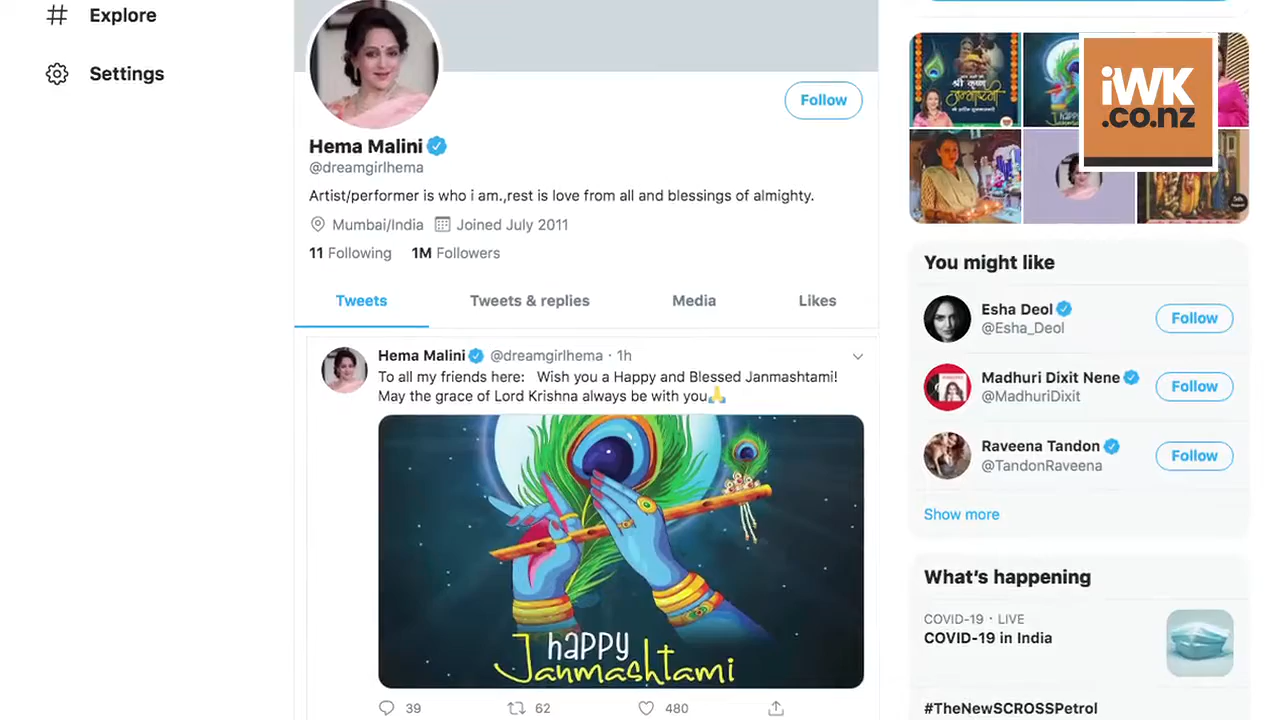 Explore
Settings
Follow
Hema Malini
@dreamgirlhema
Artist/performer is who i am.,rest is love from all and blessings of almighty.
Mumbai/India Joined July 2011
11 Following 1M Followers
Tweets Tweets & replies Media Likes
Hema Malini @dreamgirlhema · 1h
To all my friends here: Wish you a Happy and Blessed Janmashtami!
May the grace of Lord Krishna always be with you🙏
happy
Janmashtami
39 62 480
श्री कृष्ण
जन्माष्टमी
happy
iWK
.co.nz
You might like
Esha Deol
@Esha_Deol
Follow
Madhuri Dixit Nene
@MadhuriDixit
Follow
Raveena Tandon
@TandonRaveena
Follow
Show more
What's happening
COVID-19 · LIVE
COVID-19 in India
#TheNewSCROSSPetrol